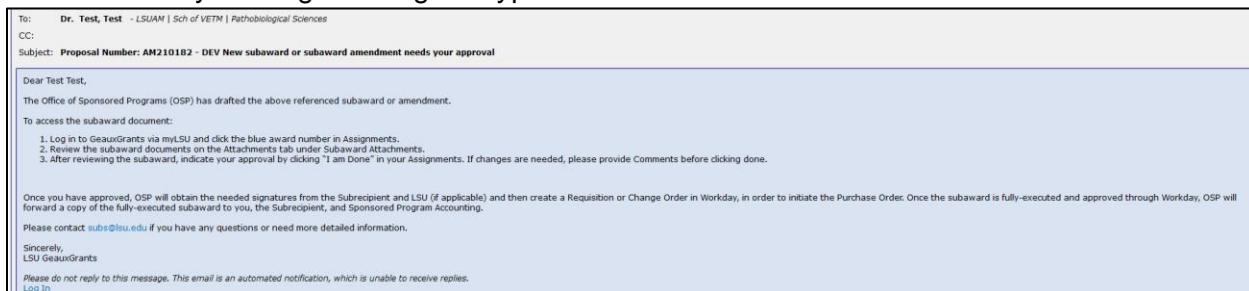 To: Dr. Test, Test - LSUAM | Sch of VETM | Pathobiological Sciences
CC:
Subject: Proposal Number: AM210182 - DEV New subaward or subaward amendment needs your approval
Dear Test Test,
The Office of Sponsored Programs (OSP) has drafted the above referenced subaward or amendment.
To access the subaward document:
1. Log in to GeauxGrants via myLSU and click the blue award number in Assignments.
2. Review the subaward documents on the Attachments tab under Subaward Attachments.
3. After reviewing the subaward, indicate your approval by clicking "I am Done" in your Assignments. If changes are needed, please provide Comments before clicking done.
Once you have approved, OSP will obtain the needed signatures from the Subrecipient and LSU (if applicable) and then create a Requisition or Change Order in Workday, in order to initiate the Purchase Order. Once the subaward is fully-executed and approved through Workday, OSP will
forward a copy of the fully-executed subaward to you, the Subrecipient, and Sponsored Program Accounting.
Please contact subs@lsu.edu if you have any questions or need more detailed information.
Sincerely,
LSU GeauxGrants
Please do not reply to this message. This email is an automated notification, which is unable to receive replies.
Log In